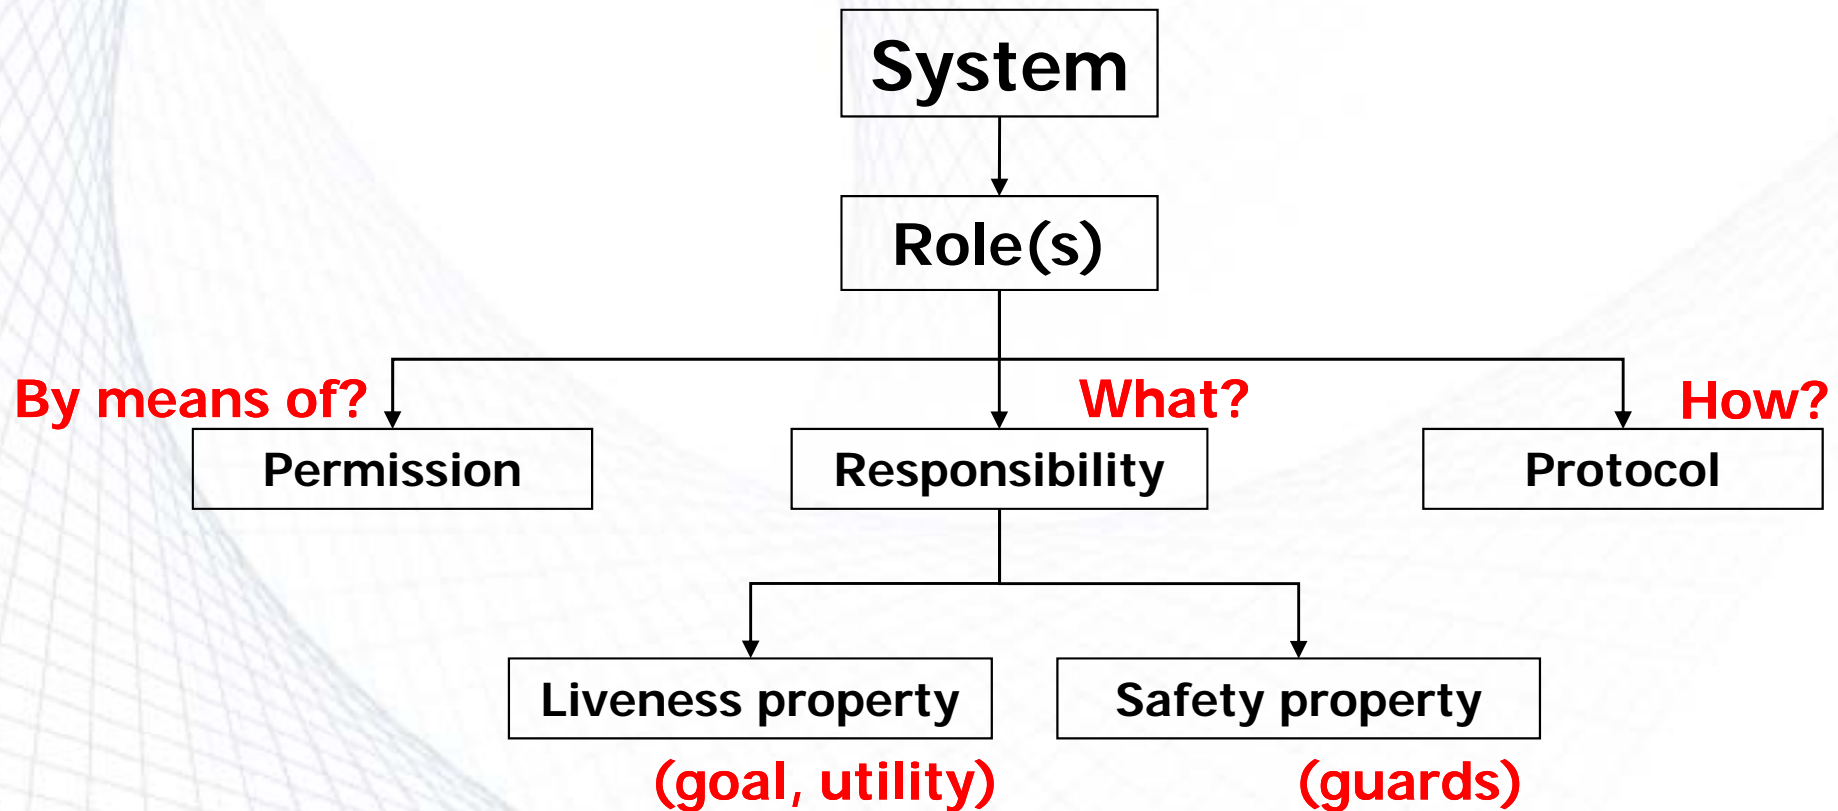 System
Role(s)
By means of?
What?
How?
Permission
Responsibility
Protocol
Liveness property
Safety property
(goal, utility)
(guards)